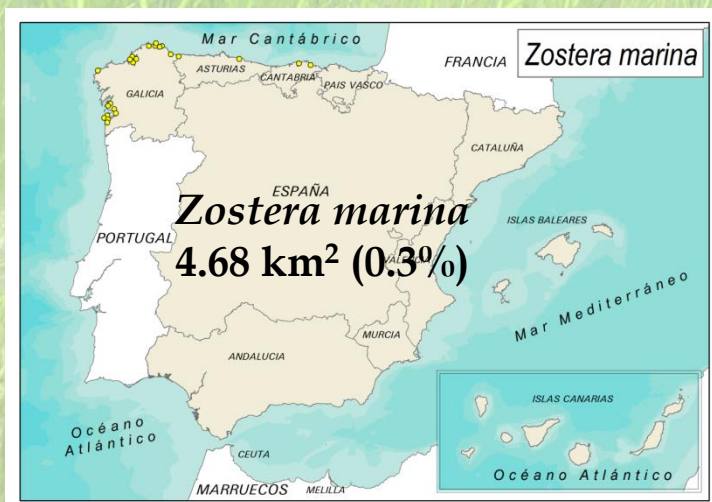 Mar Cantábrico
FRANCIA
Zostera marina
ASTURIAS
CANTABRIA
PAIS VASCO
GALICIA
CATALUÑA
ESPAÑA
Zostera marina
ISLAS BALEARES
PORTUGAL
4.68 km² (0.3%)
Mar Mediterráneo
MURCIA
ANDALUCIA
ISLAS CANARIAS
Océano
Atlántico
CEUTA
Océano Atlántico
MARRUECOS
MELILLA